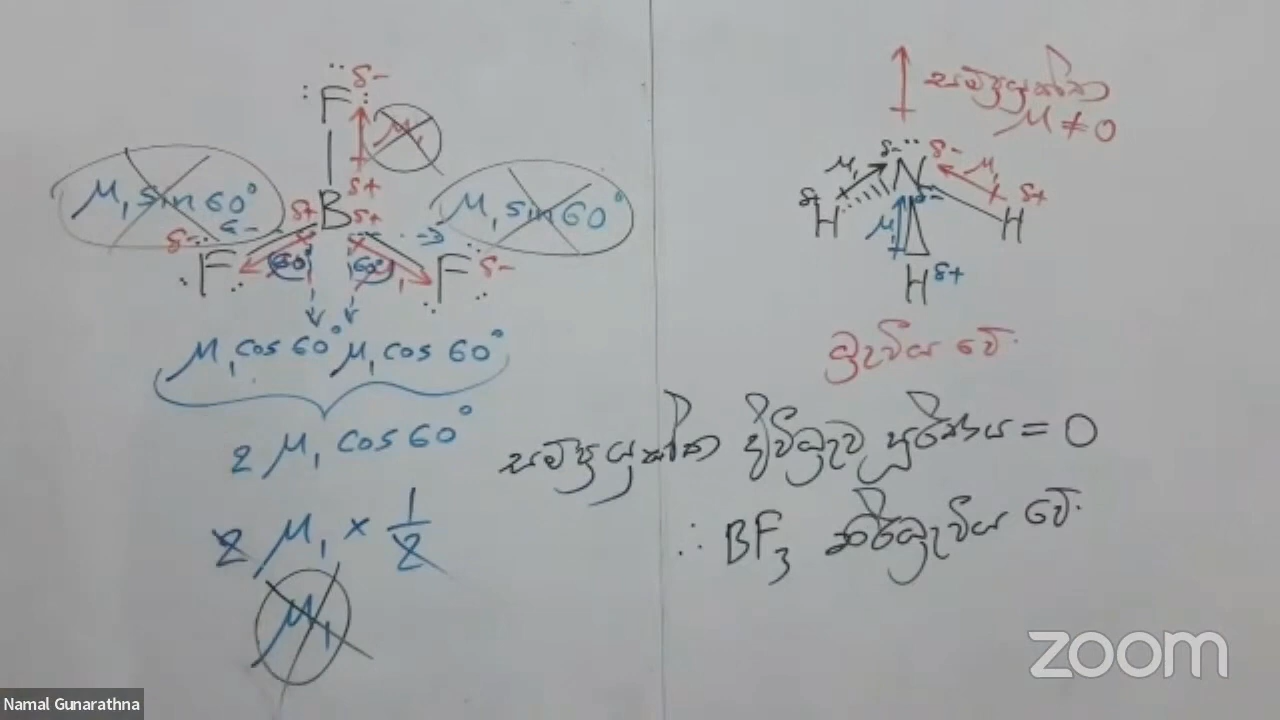 F δ-
μ₁
δ+
μ₁ sin 60° δ+ B δ+ μ₁ sin 60°
δ- F 60° 60° F δ-
μ₁ cos 60° μ₁ cos 60°
2 μ₁ cos 60°
2 μ₁ × 1/2
μ₁
සම්ප්‍රයුක්ත
μ ≠ 0
μ₁ δ- N δ- μ₁
δ+ H δ- H δ+
μ₁
H δ+
ධ්‍රැවීය වේ.
සම්ප්‍රයුක්ත ද්විධ්‍රැව ඝූර්ණය = 0
∴ BF₃ නිර්ධ්‍රැවීය වේ.
zoom
Namal Gunarathna